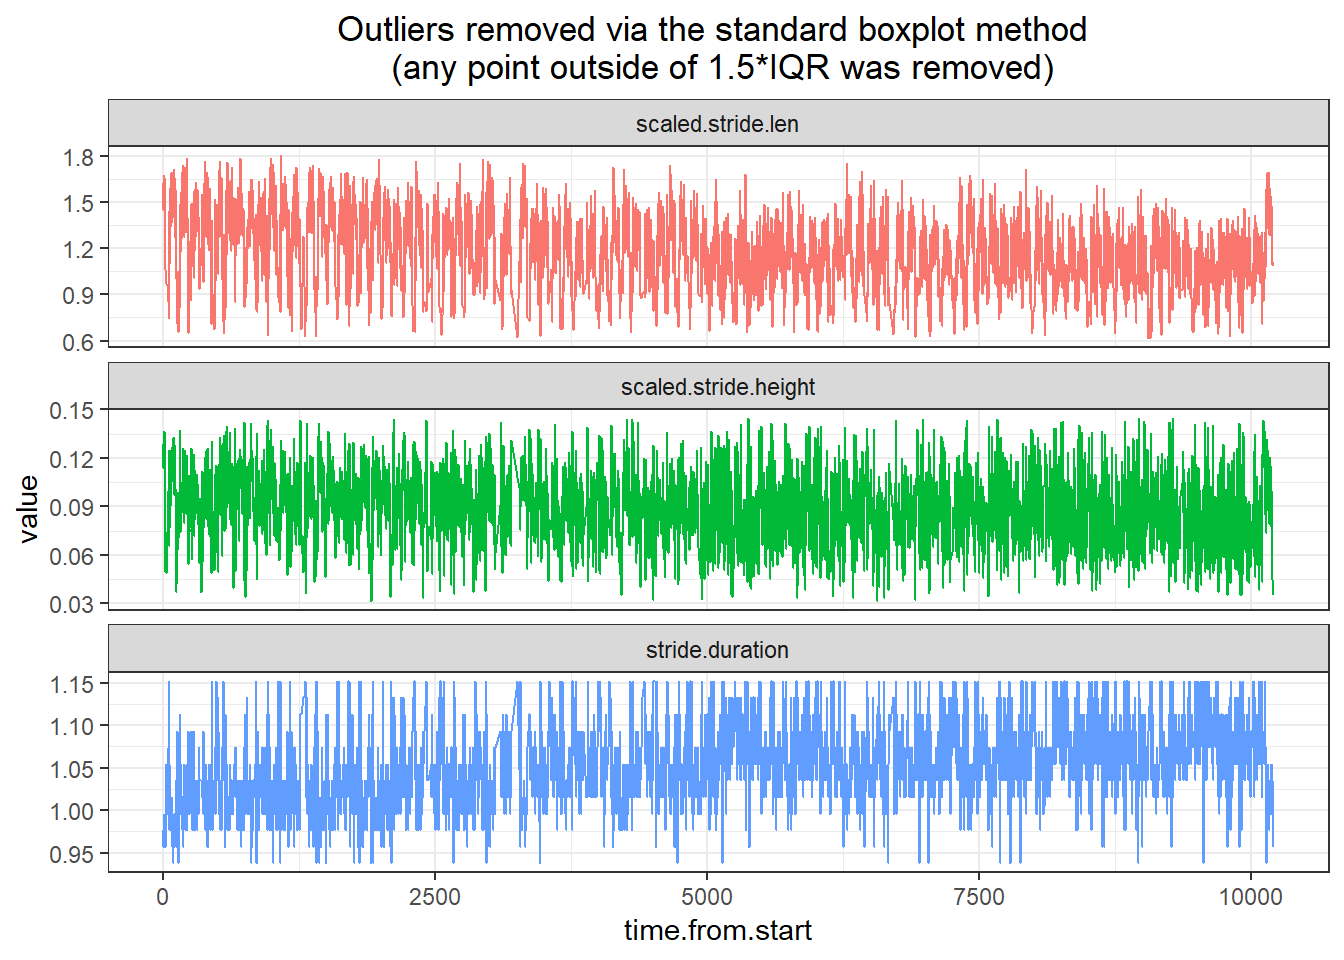 Outliers removed via the standard boxplot method
(any point outside of 1.5*IQR was removed)
scaled.stride.len
1.8
1.5
1.2
0.9
0.6
scaled.stride.height
0.15
0.12
0.09
0.06
0.03
value
stride.duration
1.15
1.10
1.05
1.00
0.95
0 2500 5000 7500 10000
time.from.start